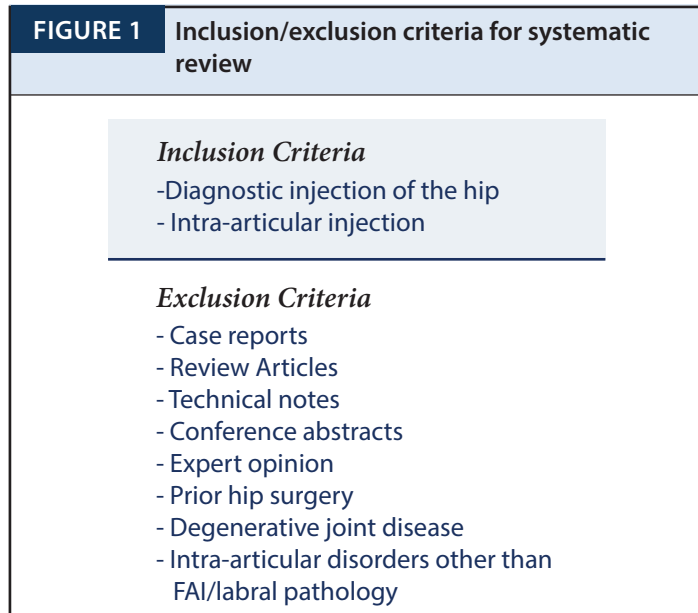 FIGURE 1
Inclusion/exclusion criteria for systematic
review
Inclusion Criteria
-Diagnostic injection of the hip
- Intra-articular injection
Exclusion Criteria
- Case reports
- Review Articles
- Technical notes
- Conference abstracts
- Expert opinion
- Prior hip surgery
- Degenerative joint disease
- Intra-articular disorders other than
FAI/labral pathology